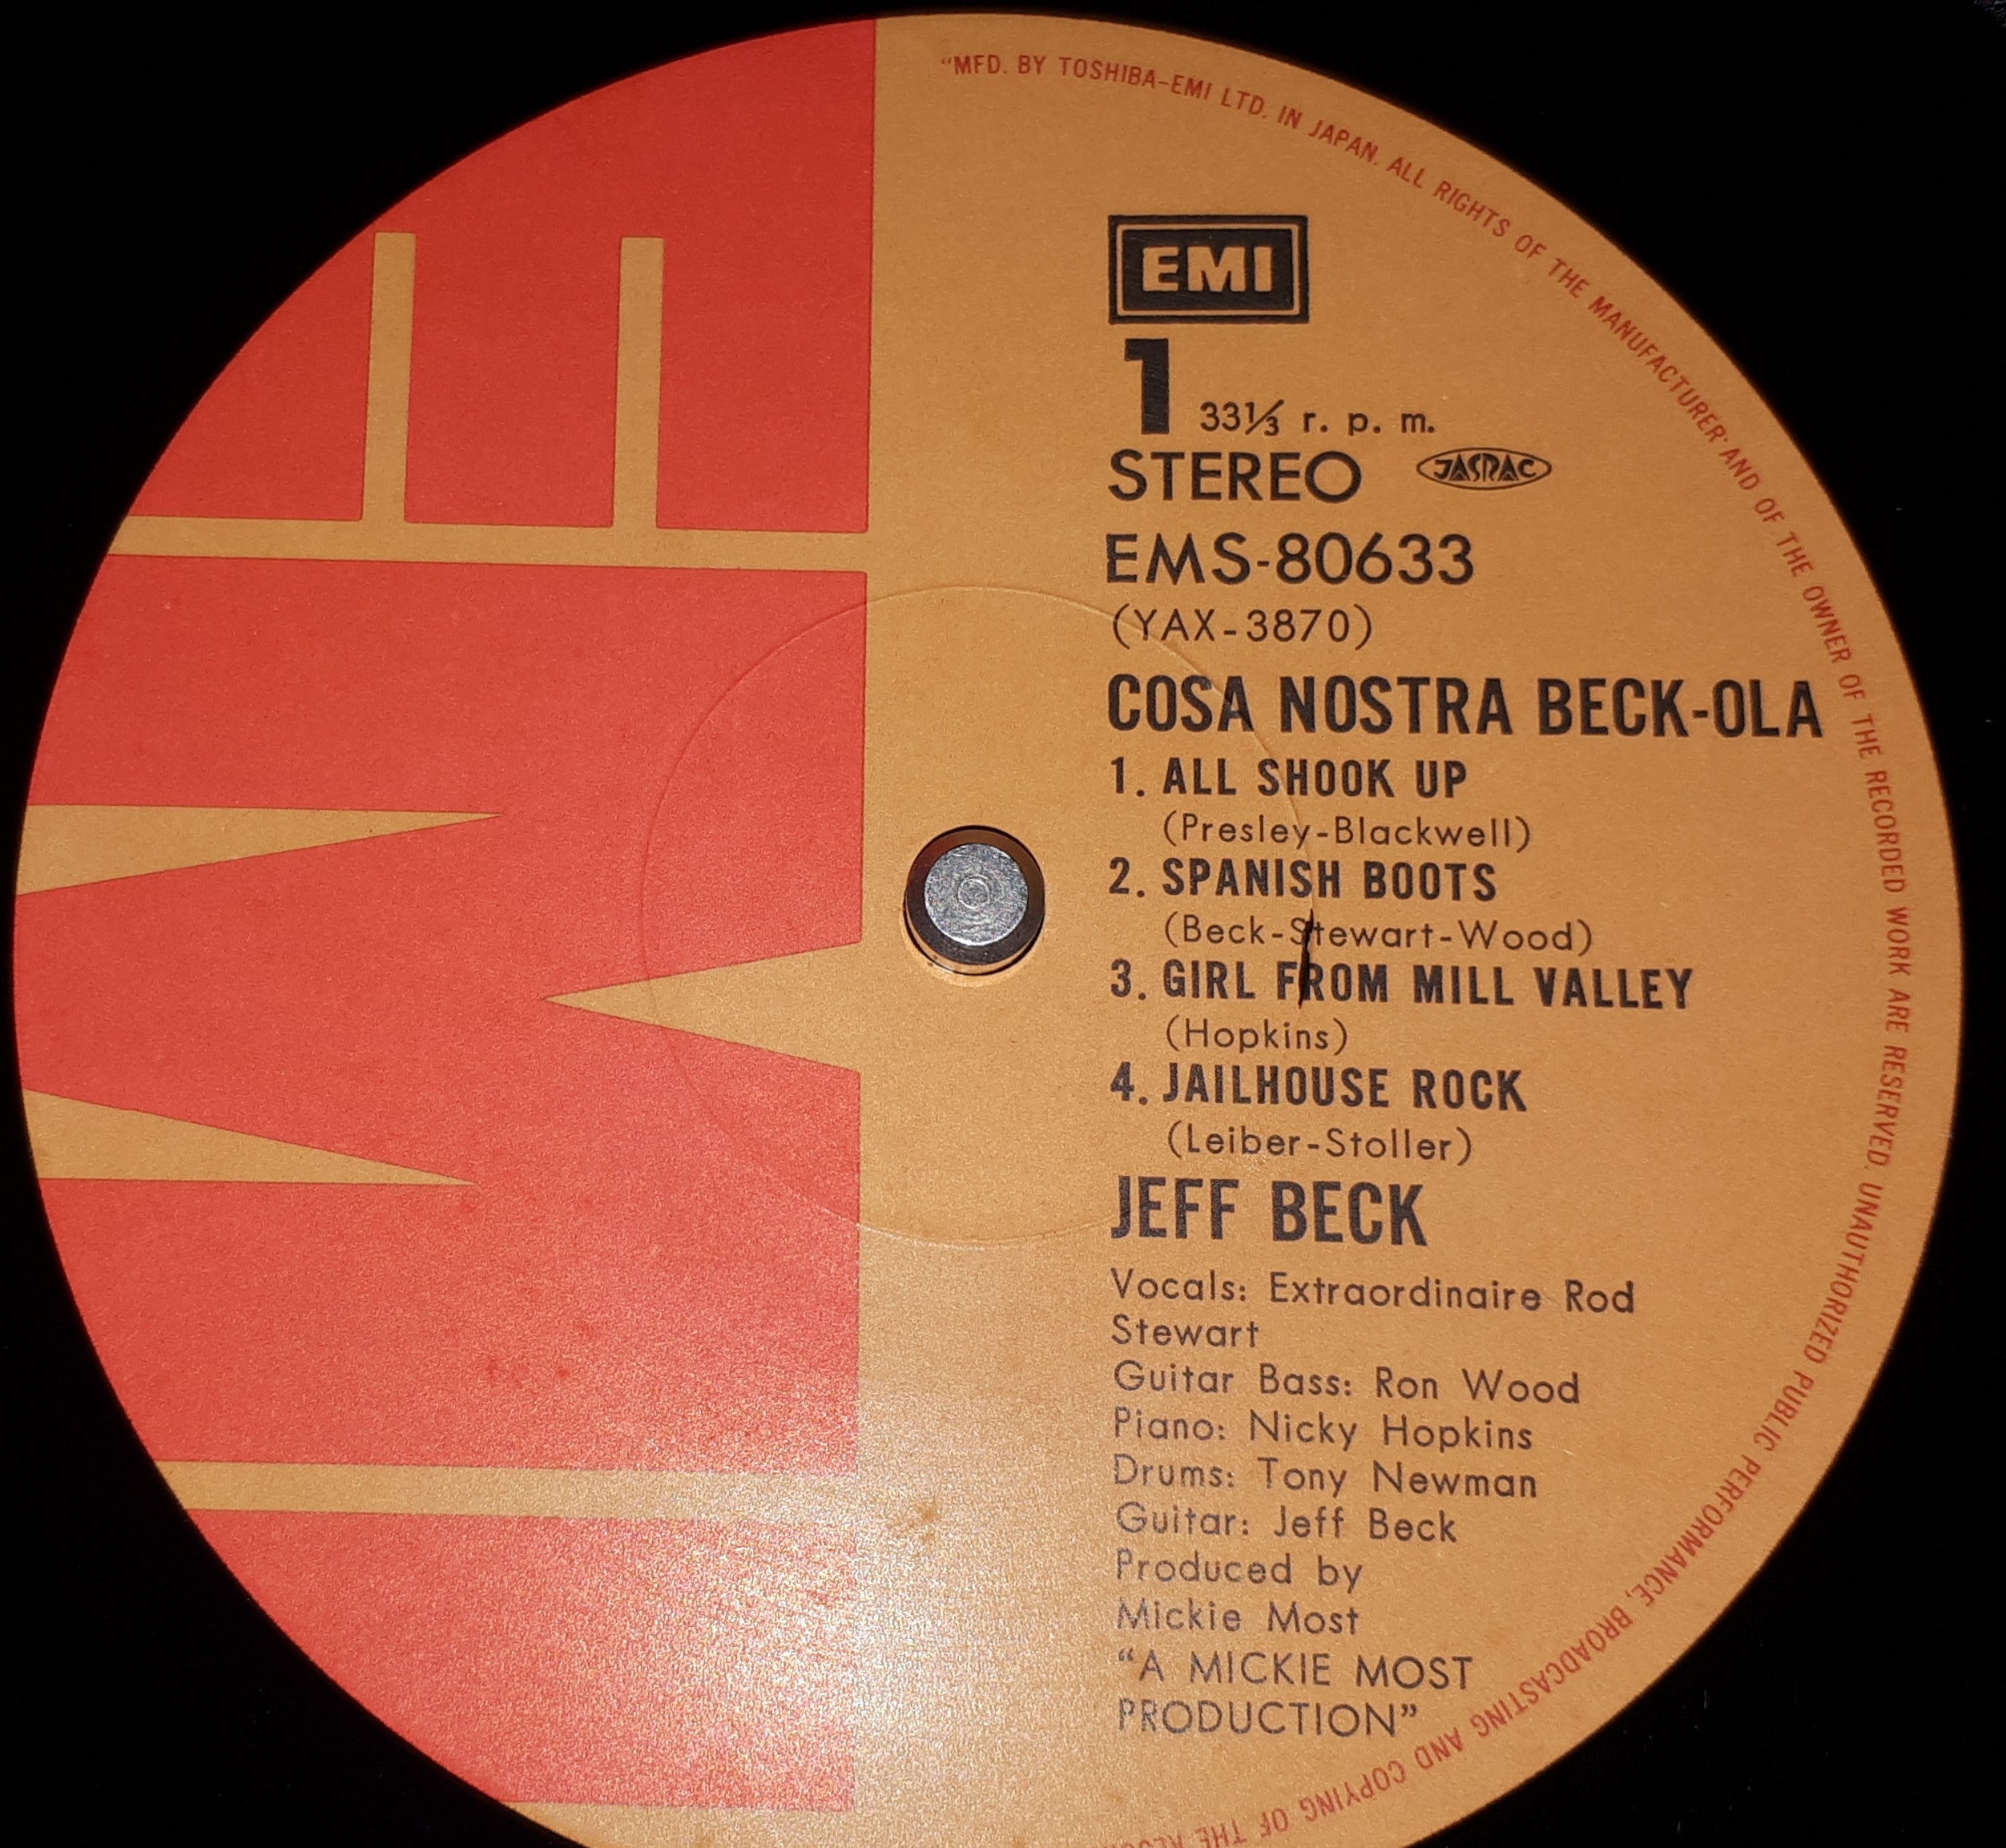 "MFD. BY TOSHIBA-EMI LTD. IN JAPAN. ALL RIGHTS OF THE MANUFACTURER AND OF THE OWNER OF THE RECORDED WORK ARE RESERVED. UNAUTHORIZED PUBLIC PERFORMANCE, BROADCASTING AND COPYING OF THE
EMI
1 33⅓ r. p. m.
STEREO JASRAC
EMS-80633
(YAX-3870)
COSA NOSTRA BECK-OLA
1. ALL SHOOK UP
(Presley-Blackwell)
2. SPANISH BOOTS
(Beck-Stewart-Wood)
3. GIRL FROM MILL VALLEY
(Hopkins)
4. JAILHOUSE ROCK
(Leiber-Stoller)
JEFF BECK
Vocals: Extraordinaire Rod
Stewart
Guitar Bass: Ron Wood
Piano: Nicky Hopkins
Drums: Tony Newman
Guitar: Jeff Beck
Produced by
Mickie Most
"A MICKIE MOST
PRODUCTION"